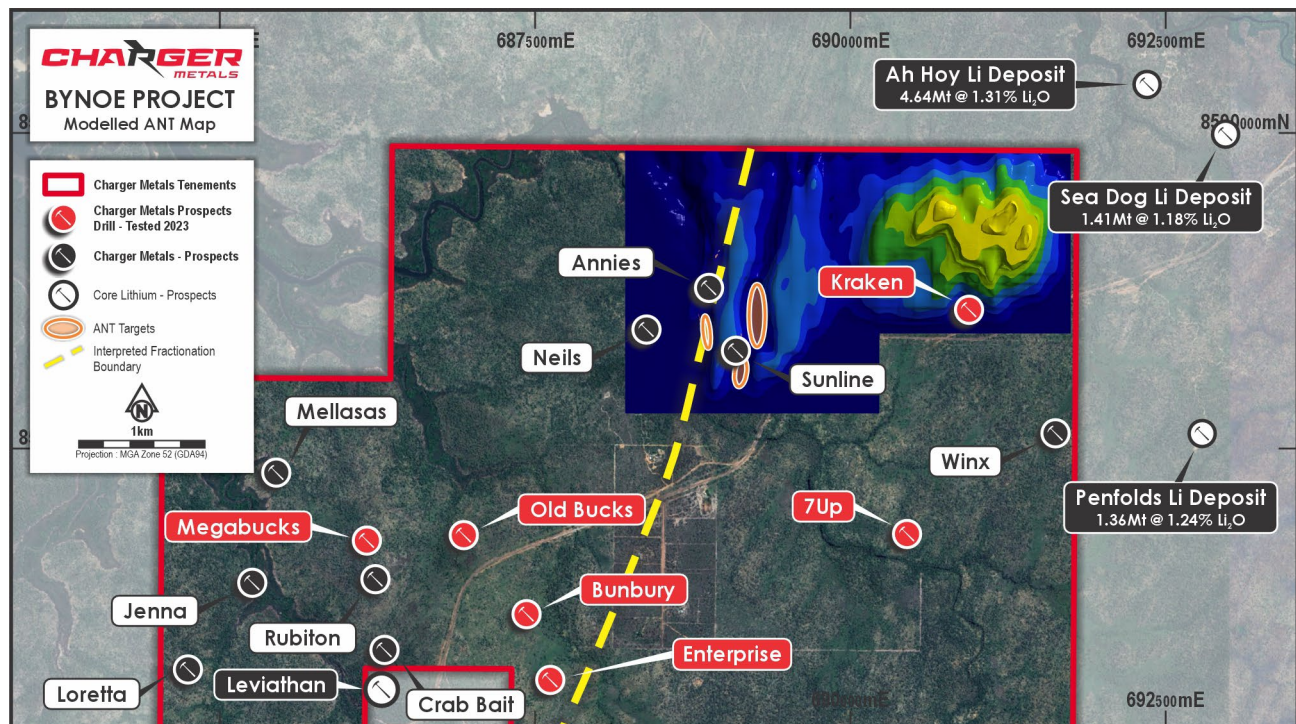 CHARGER
METALS
BYNOE PROJECT
Modelled ANT Map
Charger Metals Tenements
Charger Metals Prospects
Drill - Tested 2023
Charger Metals - Prospects
Core Lithium - Prospects
ANT Targets
Interpreted Fractionation
Boundary
N
1km
Projection : MGA Zone 52 (GDA94)
687500mE
690000mE
692500mE
Ah Hoy Li Deposit
4.64Mt @ 1.31% Li₂O
8500000mN
Sea Dog Li Deposit
1.41Mt @ 1.18% Li₂O
Annies
Kraken
Neils
Sunline
Mellasas
Winx
Penfolds Li Deposit
1.36Mt @ 1.24% Li₂O
Megabucks
Old Bucks
7Up
Jenna
Bunbury
Rubiton
Enterprise
Loretta
Leviathan
Crab Bait
692500mE